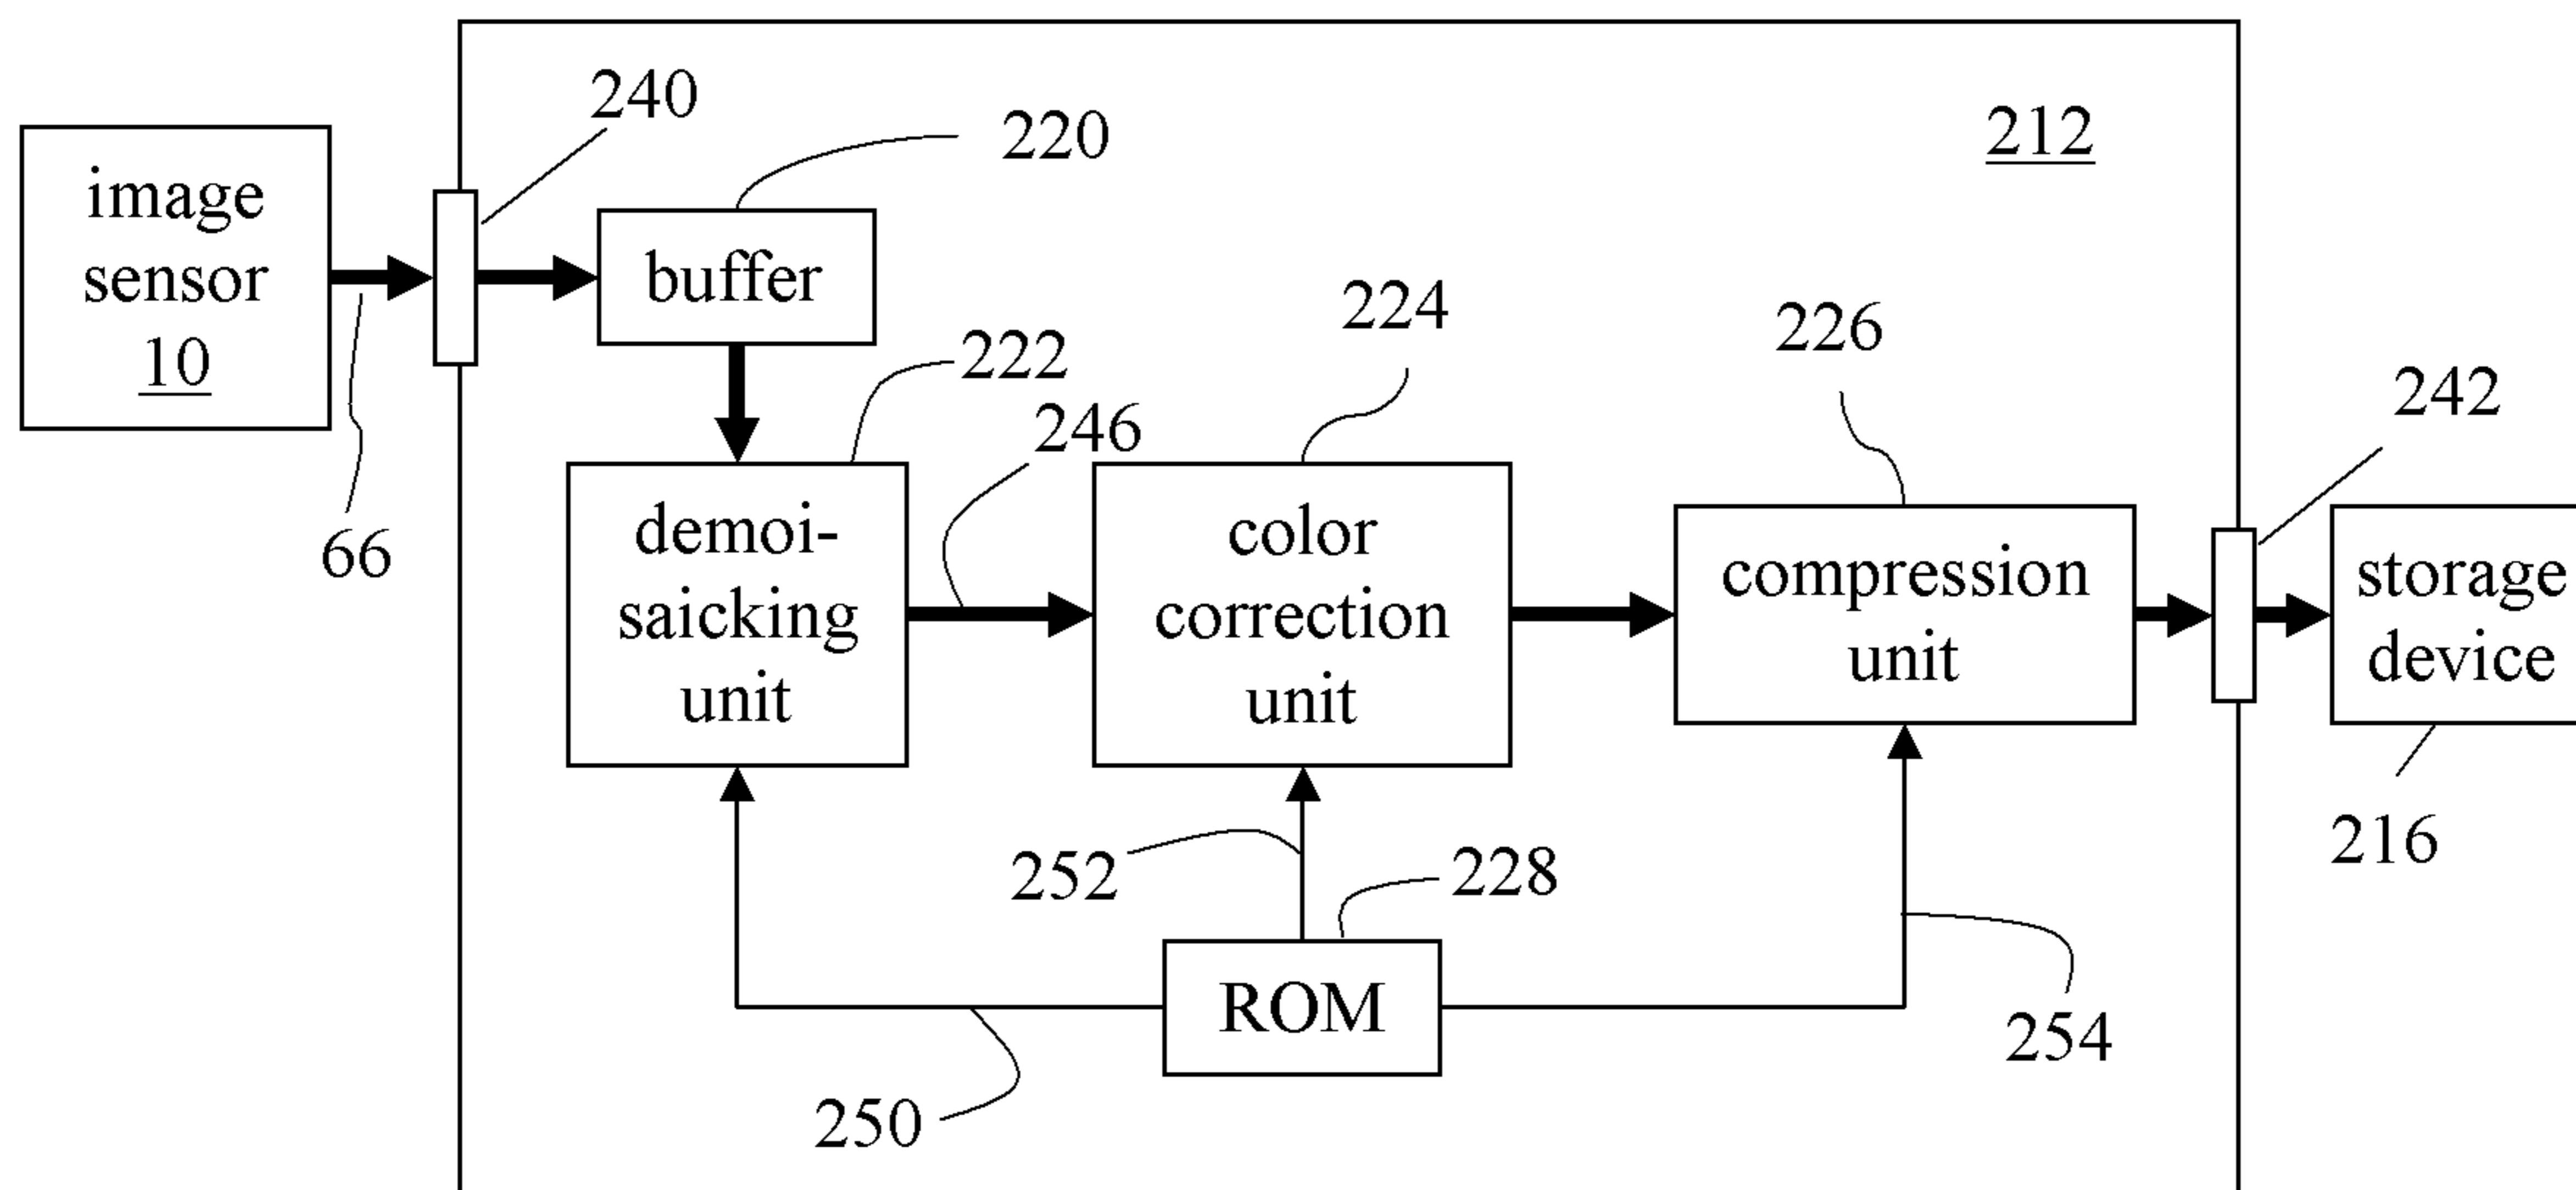 240
220
212
image
sensor
10
buffer
224
226
222
246
242
66
demoi-
saicking
unit
color
correction
unit
compression
unit
storage
device
252
228
216
ROM
254
250